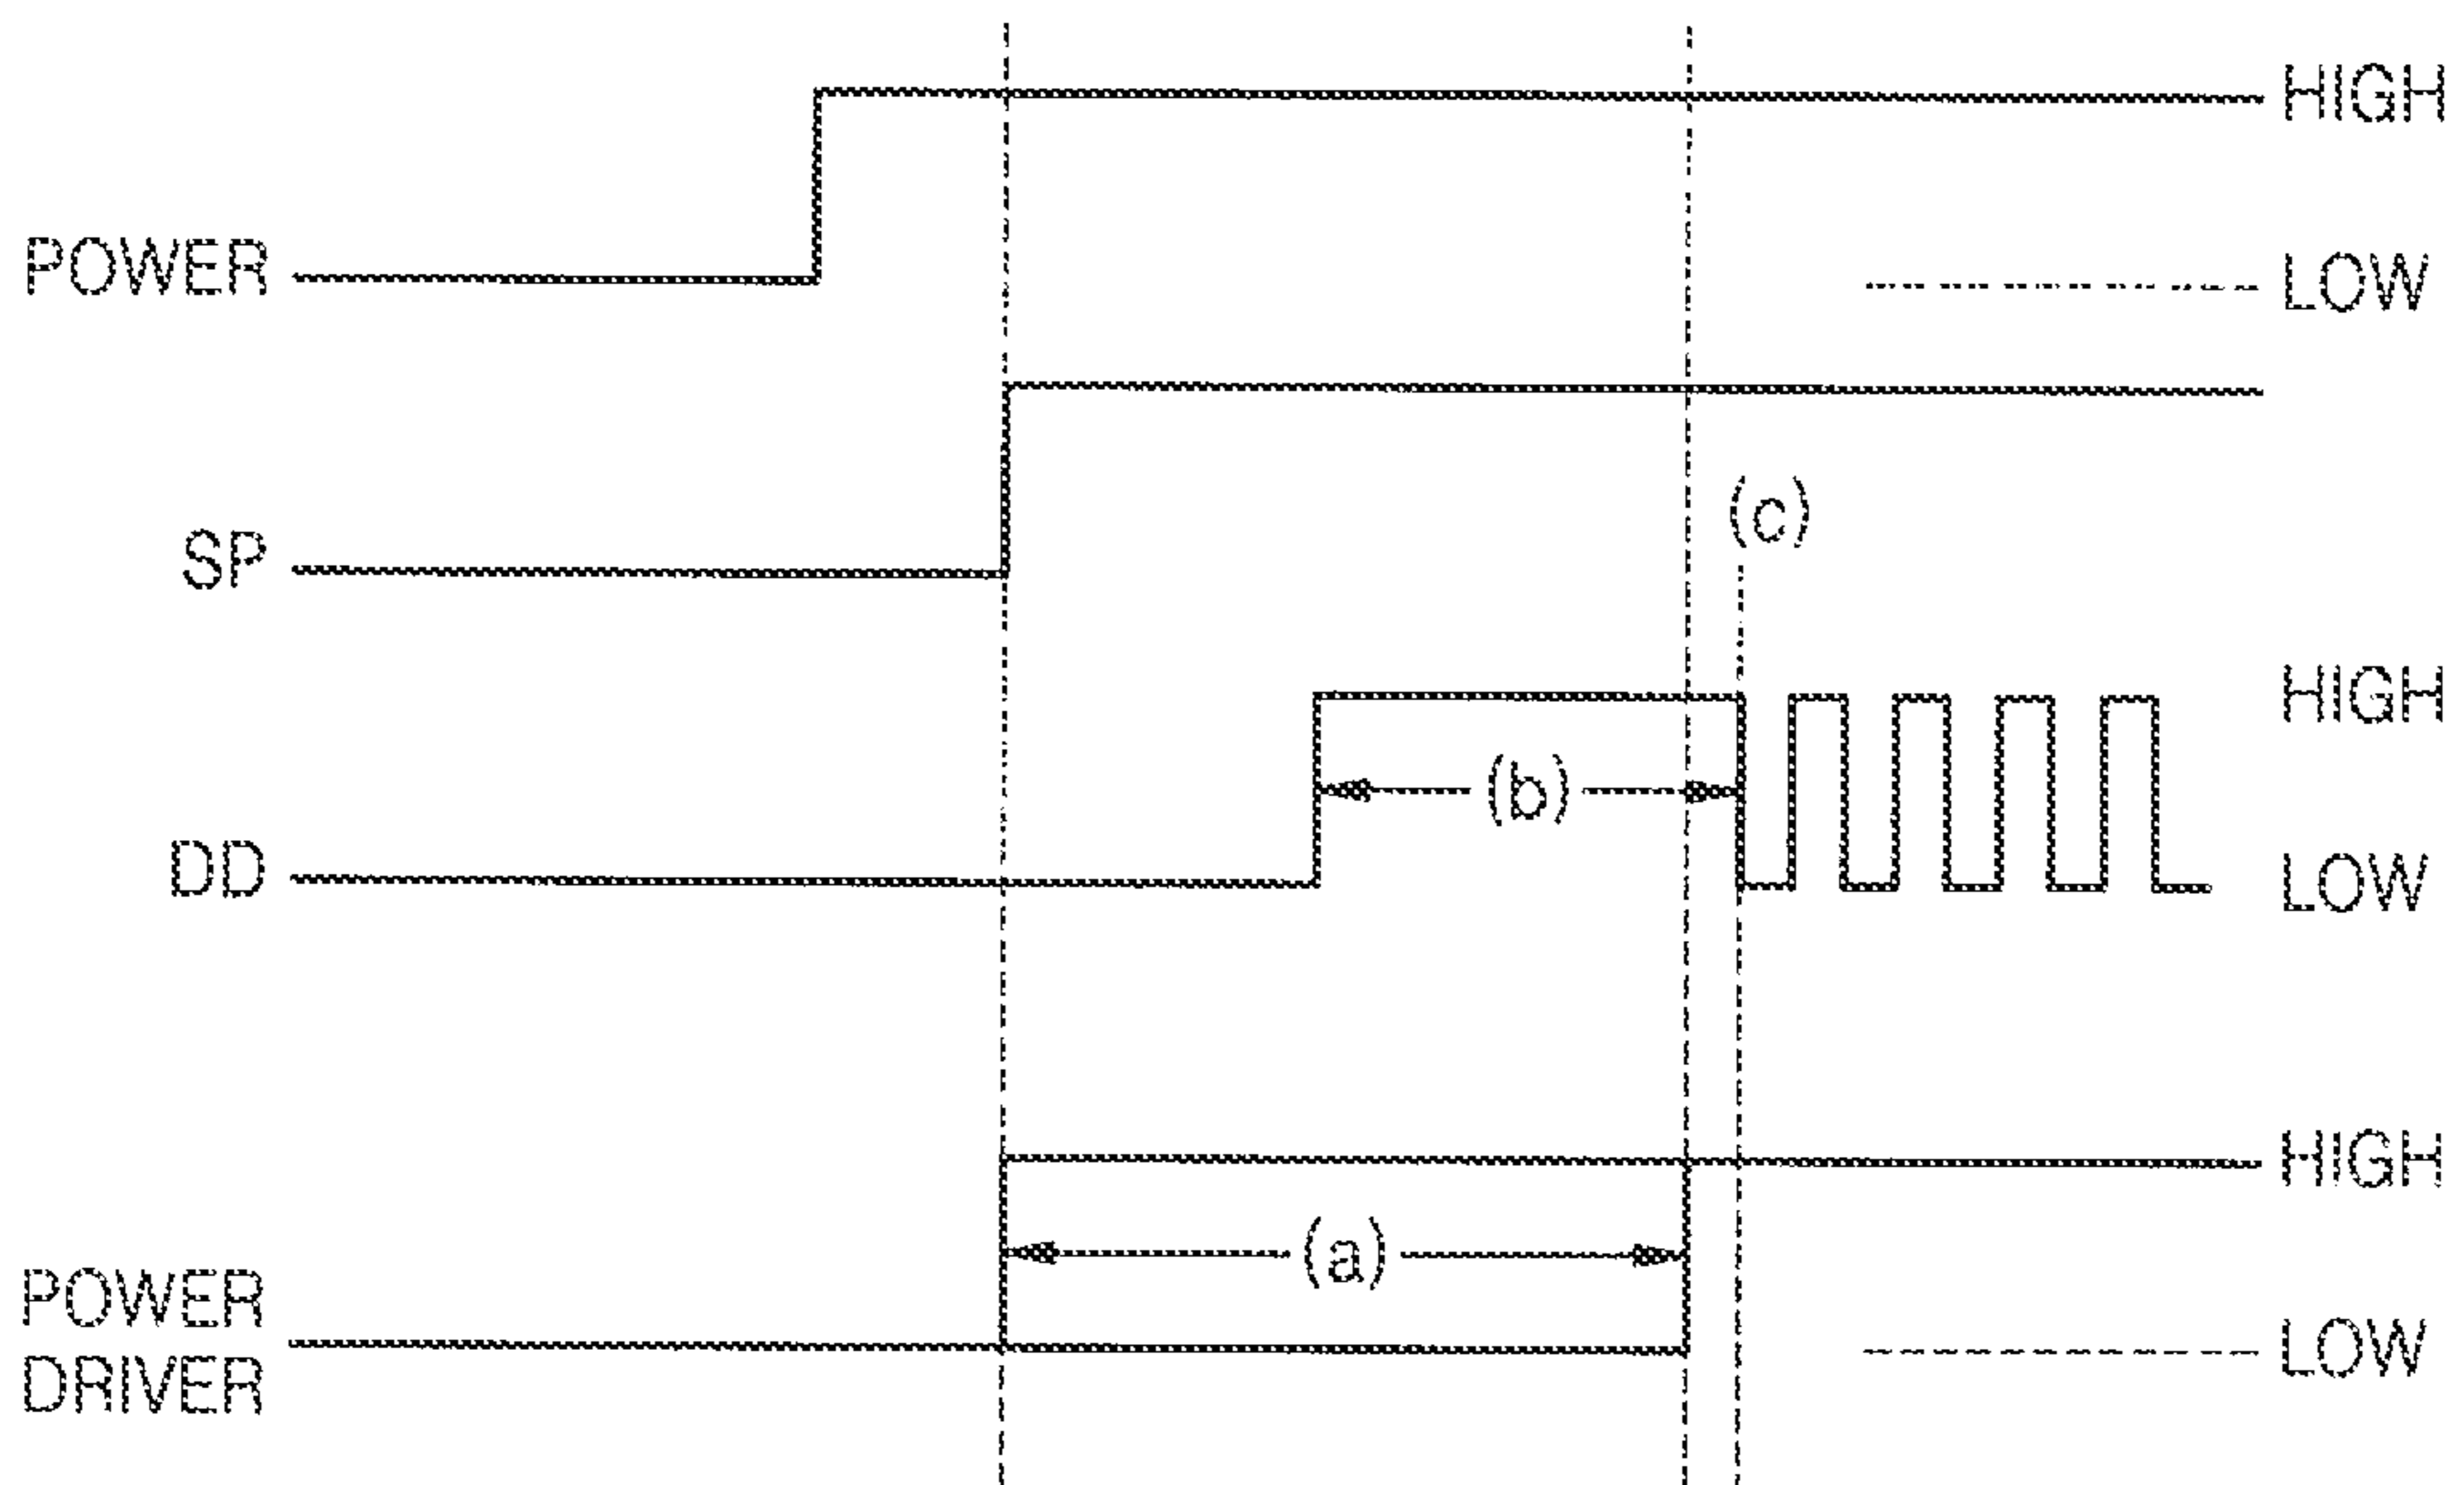 HIGH
POWER
LOW
SP
(c)
HIGH
(b)
DD
LOW
HIGH
(a)
POWER
DRIVER
LOW